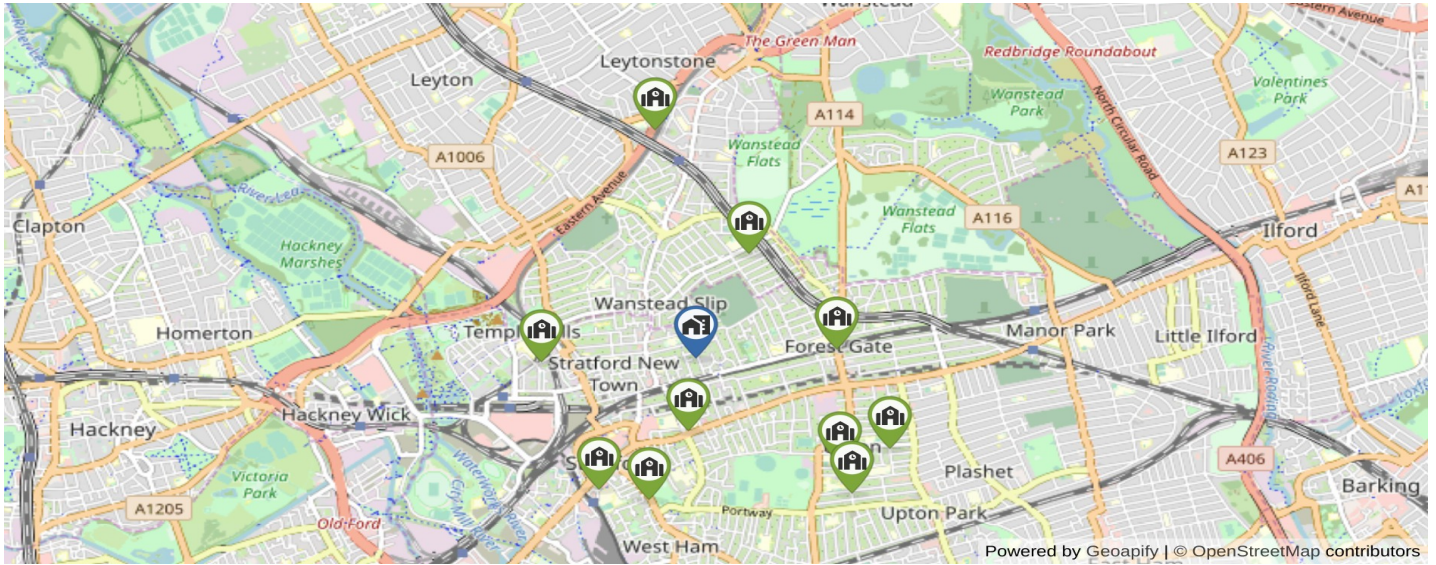 Wanstead
Eastern Avenue
The Green Man
Redbridge Roundabout
Leytonstone
Leyton
Wanstead
Park
Valentines
Park
A114
North Circular Road
A1006
Wanstead
Flats
A123
River Lea
A11
Eastern Avenue
Clapton
Wanstead
Flats
A116
Ilford
Hackney
Marshes
Ilford Lane
Wanstead Slip
Homerton
Manor Park
Little Ilford
Forest Gate
Stratford New
Town
Hackney Wick
Hackney
Plashet
A406
Victoria
Park
Barking
A1205
Portway
Upton Park
Old Ford
West Ham
Powered by Geoapify | © OpenStreetMap contributors